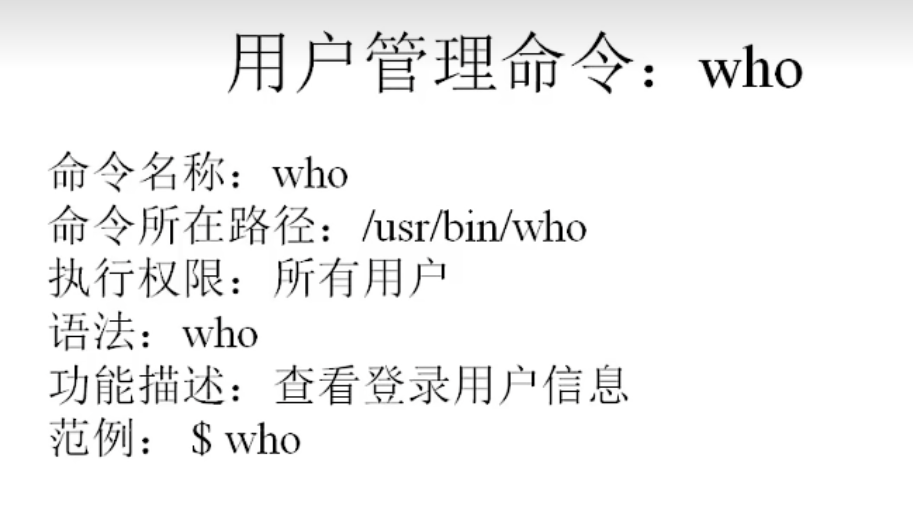 用户管理命令：who
命令名称：who
命令所在路径：/usr/bin/who
执行权限：所有用户
语法：who
功能描述：查看登录用户信息
范例： $ who